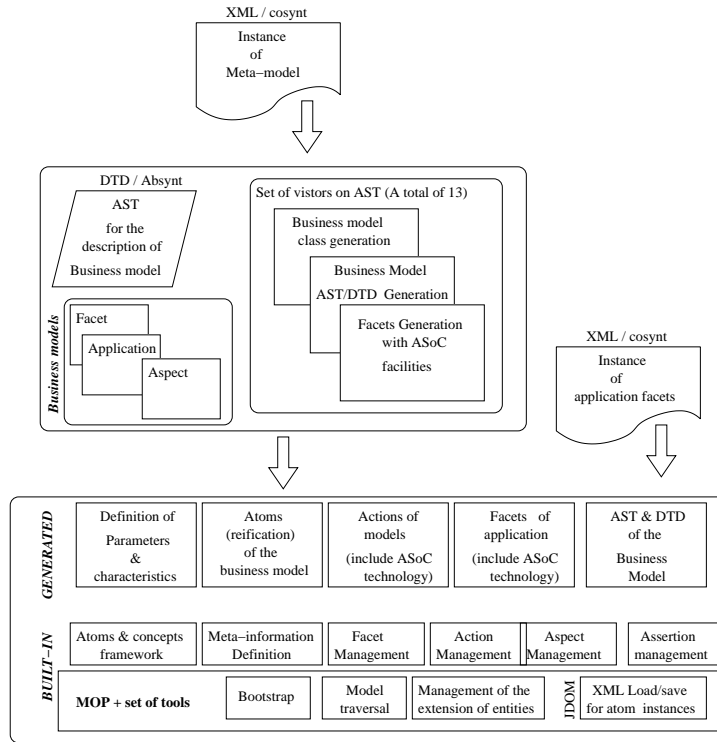 XML / cosynt
Instance
of
Meta−model
DTD / Absynt
AST
for the
description of
Business model
Business models
Facet
Application
Aspect
Set of vistors on AST (A total of 13)
Business model
class generation
Business Model
AST/DTD Generation
Facets Generation
with ASoC
facilities
XML / cosynt
Instance
of
application facets
GENERATED
Definition of
Parameters
&
characteristics
Atoms
(reification)
of the
business model
Actions of
models
(include ASoC
technology)
Facets of
application
(include ASoC
technology)
AST & DTD
of the
Business
Model
BUILT−IN
Atoms & concepts
framework
Meta−information
Definition
Facet
Management
Action
Management
Aspect
Management
Assertion
management
MOP + set of tools
Bootstrap
Model
traversal
Management of the
extension of entities
JDOM
XML Load/save
for atom instances